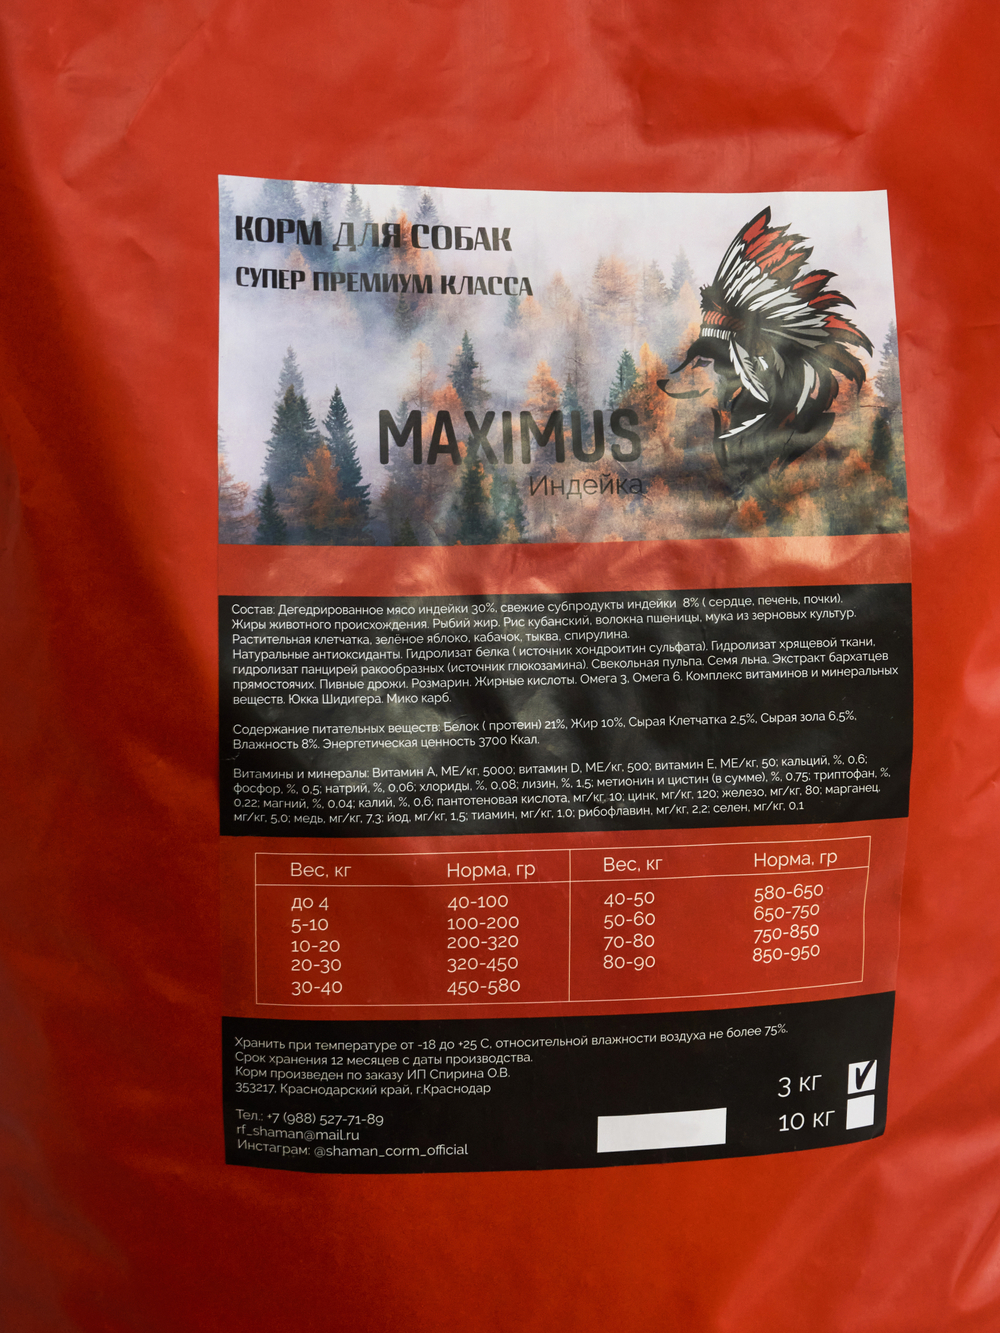 КОРМ ДЛЯ СОБАК
СУПЕР ПРЕМИУМ КЛАССА
MAXIMUS
Индейка
Состав: Дегедрированное мясо индейки 30%, свежие субпродукты индейки 8% ( сердце, печень, почки).
Жиры животного происхождения. Рыбий жир. Рис кубанский, волокна пшеницы, мука из зерновых культур.
Растительная клетчатка, зелёное яблоко, кабачок, тыква, спирулина.
Натуральные антиоксиданты. Гидролизат белка ( источник хондроитин сульфата). Гидролизат хрящевой ткани,
гидролизат панцирей ракообразных (источник глюкозамина). Свекольная пульпа. Семя льна. Экстракт бархатцев
прямостоячих. Пивные дрожи. Розмарин. Жирные кислоты. Омега 3, Омега 6. Комплекс витаминов и минеральных
веществ. Юкка Шидигера. Мико карб.
Содержание питательных веществ: Белок ( протеин) 21%, Жир 10%, Сырая Клетчатка 2,5%, Сырая зола 6,5%,
Влажность 8%. Энергетическая ценность 3700 Ккал.
Витамины и минералы: Витамин А, МЕ/кг, 5000; витамин D, МЕ/кг, 500; витамин Е, МЕ/кг, 50; кальций, %, 0,6;
фосфор, %, 0,5; натрий, %, 0,06; хлориды, %, 0,08; лизин, %, 1,5; метионин и цистин (в сумме), %, 0,75; триптофан, %,
0,22; магний, %, 0,04; калий, %, 0,6; пантотеновая кислота, мг/кг, 10; цинк, мг/кг, 120; железо, мг/кг, 80; марганец,
мг/кг, 5,0; медь, мг/кг, 7,3; йод, мг/кг, 1,5; тиамин, мг/кг, 1,0; рибофлавин, мг/кг, 2,2; селен, мг/кг, 0,1
Вес, кг Норма, гр Вес, кг Норма, гр
до 4 40-100 40-50 580-650
5-10 100-200 50-60 650-750
10-20 200-320 70-80 750-850
20-30 320-450 80-90 850-950
30-40 450-580
Хранить при температуре от -18 до +25 С, относительной влажности воздуха не более 75%.
Срок хранения 12 месяцев с даты производства.
Корм произведен по заказу ИП Спирина О.В.
353217, Краснодарский край, г.Краснодар
3 КГ
10 КГ
Тел.: +7 (988) 527-71-89
rf_shaman@mail.ru
Инстаграм: @shaman_corm_official